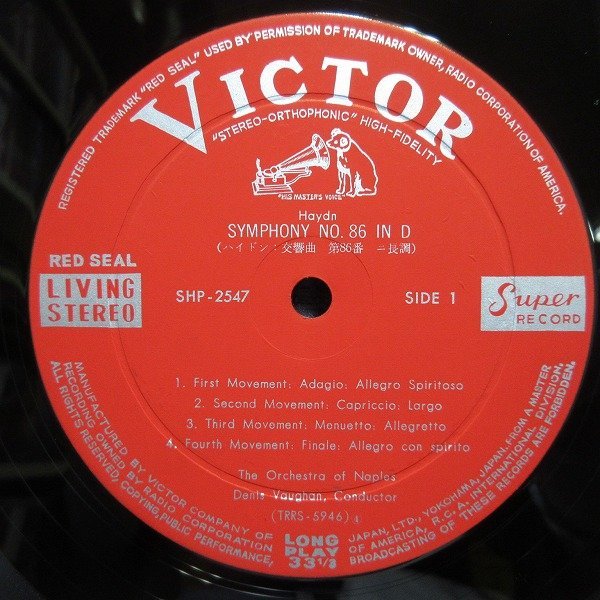 REGISTERED TRADEMARK "RED SEAL" USED BY PERMISSION OF TRADEMARK OWNER, RADIO CORPORATION OF AMERICA.
VICTOR
"STEREO-ORTHOPHONIC" HIGH-FIDELITY
"HIS MASTER'S VOICE"
Haydn
SYMPHONY NO. 86 IN D
(ハイドン：交響曲 第86番 ニ長調)
RED SEAL
LIVING
STEREO
SHP-2547
SIDE 1
Super
RECORD
1. First Movement: Adagio: Allegro Spiritoso
2. Second Movement: Capriccio: Largo
3. Third Movement: Monuetto: Allegretto
4. Fourth Movement: Finale: Allegro con spirito
The Orchestra of Naples
Denis Vaughan, Conductor
(TRRS-5946) 4
LONG
PLAY
33 1/3
MANUFACTURED BY VICTOR COMPANY OF JAPAN, LTD., YOKOHAMA, JAPAN, FROM A MASTER
RECORDING OWNED BY RADIO CORPORATION OF AMERICA, R. C. A. INTERNATIONAL DIVISION.
ALL RIGHTS RESERVED, COPYING, PUBLIC PERFORMANCE, BROADCASTING OF THESE RECORDS ARE FORBIDDEN.